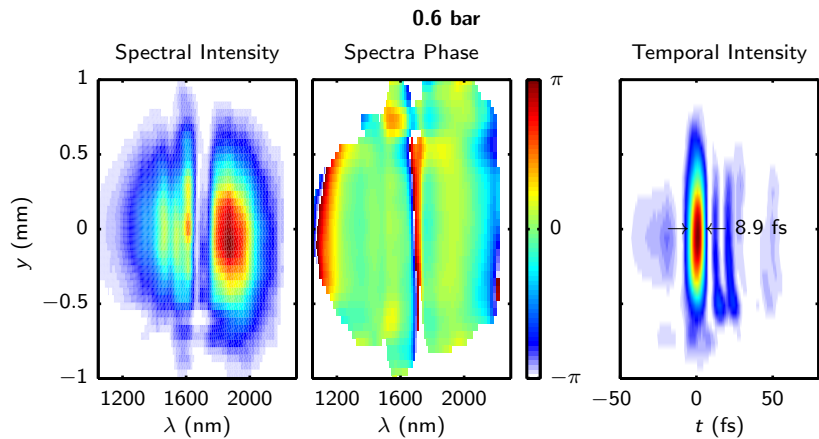 0.6 bar
Spectral Intensity
Spectra Phase
Temporal Intensity
y (mm)
1
0.5
0
−0.5
−1
1200 1600 2000
λ (nm)
1200 1600 2000
λ (nm)
π
0
−π
8.9 fs
−50 0 50
t (fs)